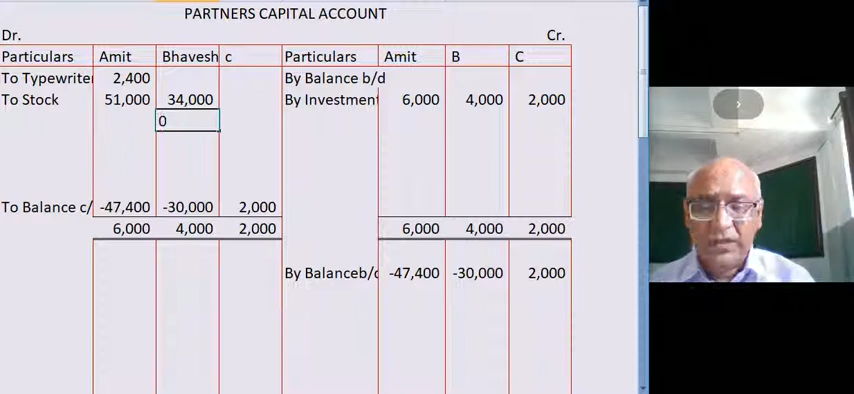 PARTNERS CAPITAL ACCOUNT
Dr. Cr.
Particulars Amit Bhavesh c Particulars Amit B C
To Typewrite 2,400 By Balance b/d
To Stock 51,000 34,000 By Investment 6,000 4,000 2,000
0
To Balance c/ -47,400 -30,000 2,000
6,000 4,000 2,000 6,000 4,000 2,000
By Balanceb/d -47,400 -30,000 2,000